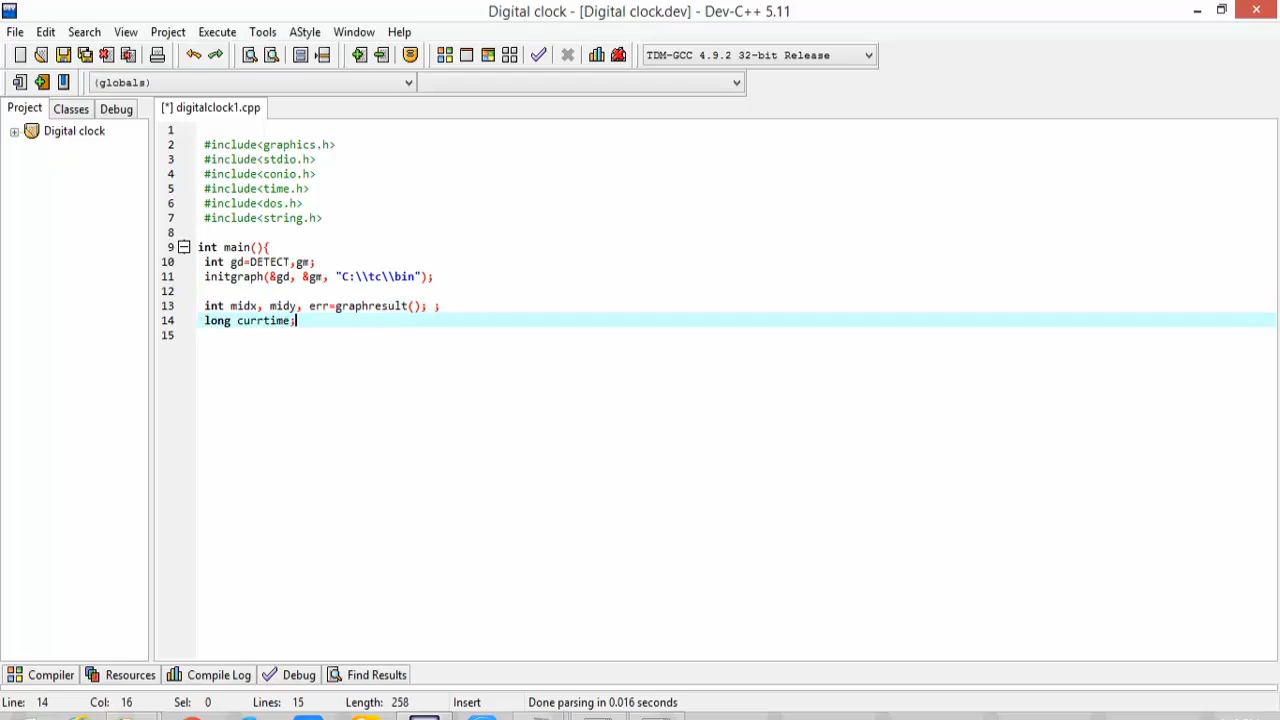 Digital clock - [Digital clock.dev] - Dev-C++ 5.11
File Edit Search View Project Execute Tools AStyle Window Help
TDM-GCC 4.9.2 32-bit Release
(globals)
Project Classes Debug [*] digitalclock1.cpp
Digital clock
1
2 #include<graphics.h>
3 #include<stdio.h>
4 #include<conio.h>
5 #include<time.h>
6 #include<dos.h>
7 #include<string.h>
8
9 int main(){
10 int gd=DETECT,gm;
11 initgraph(&gd, &gm, "C:\\tc\\bin");
12
13 int midx, midy, err=graphresult(); ;
14 long currtime;
15
Compiler Resources Compile Log Debug Find Results
Line: 14 Col: 16 Sel: 0 Lines: 15 Length: 258 Insert Done parsing in 0.016 seconds